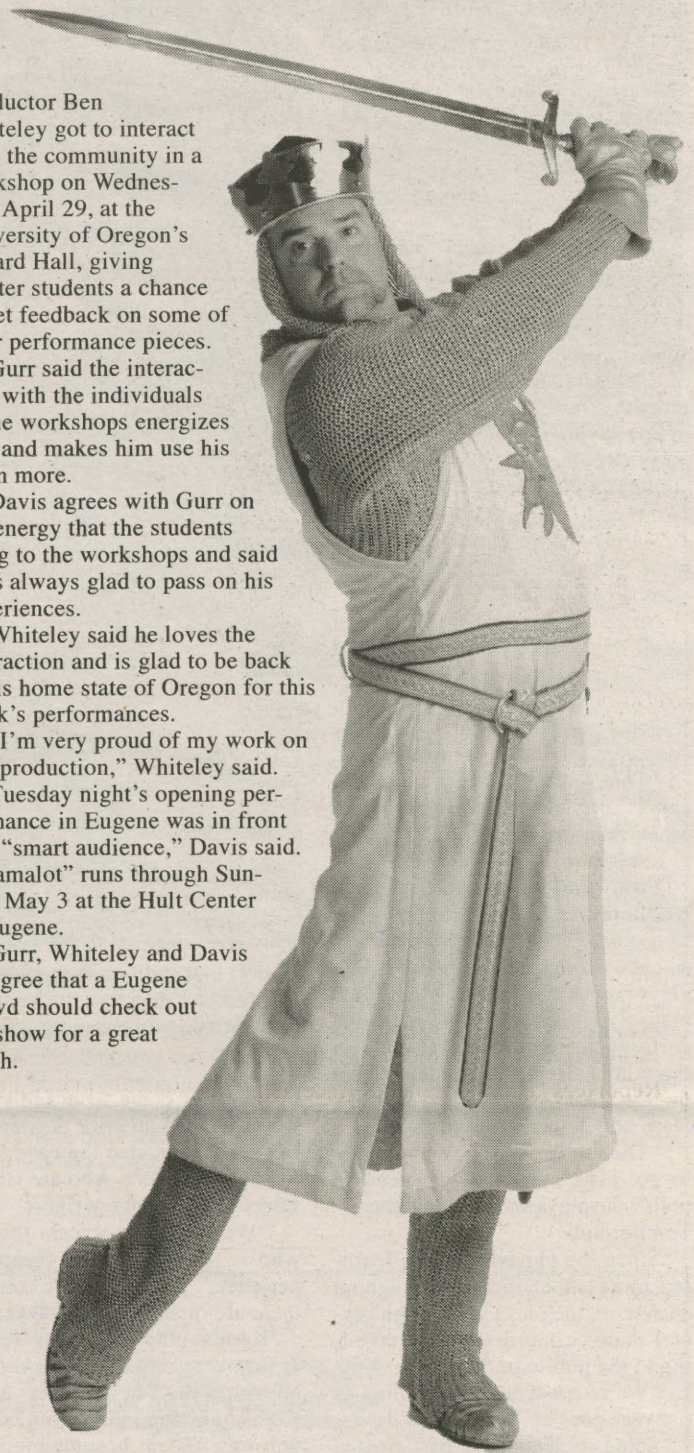 ductor Ben
teley got to interact
the community in a
kshop on Wednes-
April 29, at the
versity of Oregon's
ard Hall, giving
ter students a chance
et feedback on some of
r performance pieces.
Gurr said the interac-
with the individuals
e workshops energizes
and makes him use his
n more.
Davis agrees with Gurr on
energy that the students
g to the workshops and said
s always glad to pass on his
eriences.
Whiteley said he loves the
raction and is glad to be back
is home state of Oregon for this
k's performances.
I'm very proud of my work on
production," Whiteley said.
Tuesday night's opening per-
nance in Eugene was in front
"smart audience," Davis said.
amalot" runs through Sun-
May 3 at the Hult Center
ugene.
Gurr, Whiteley and Davis
gree that a Eugene
wd should check out
show for a great
h.